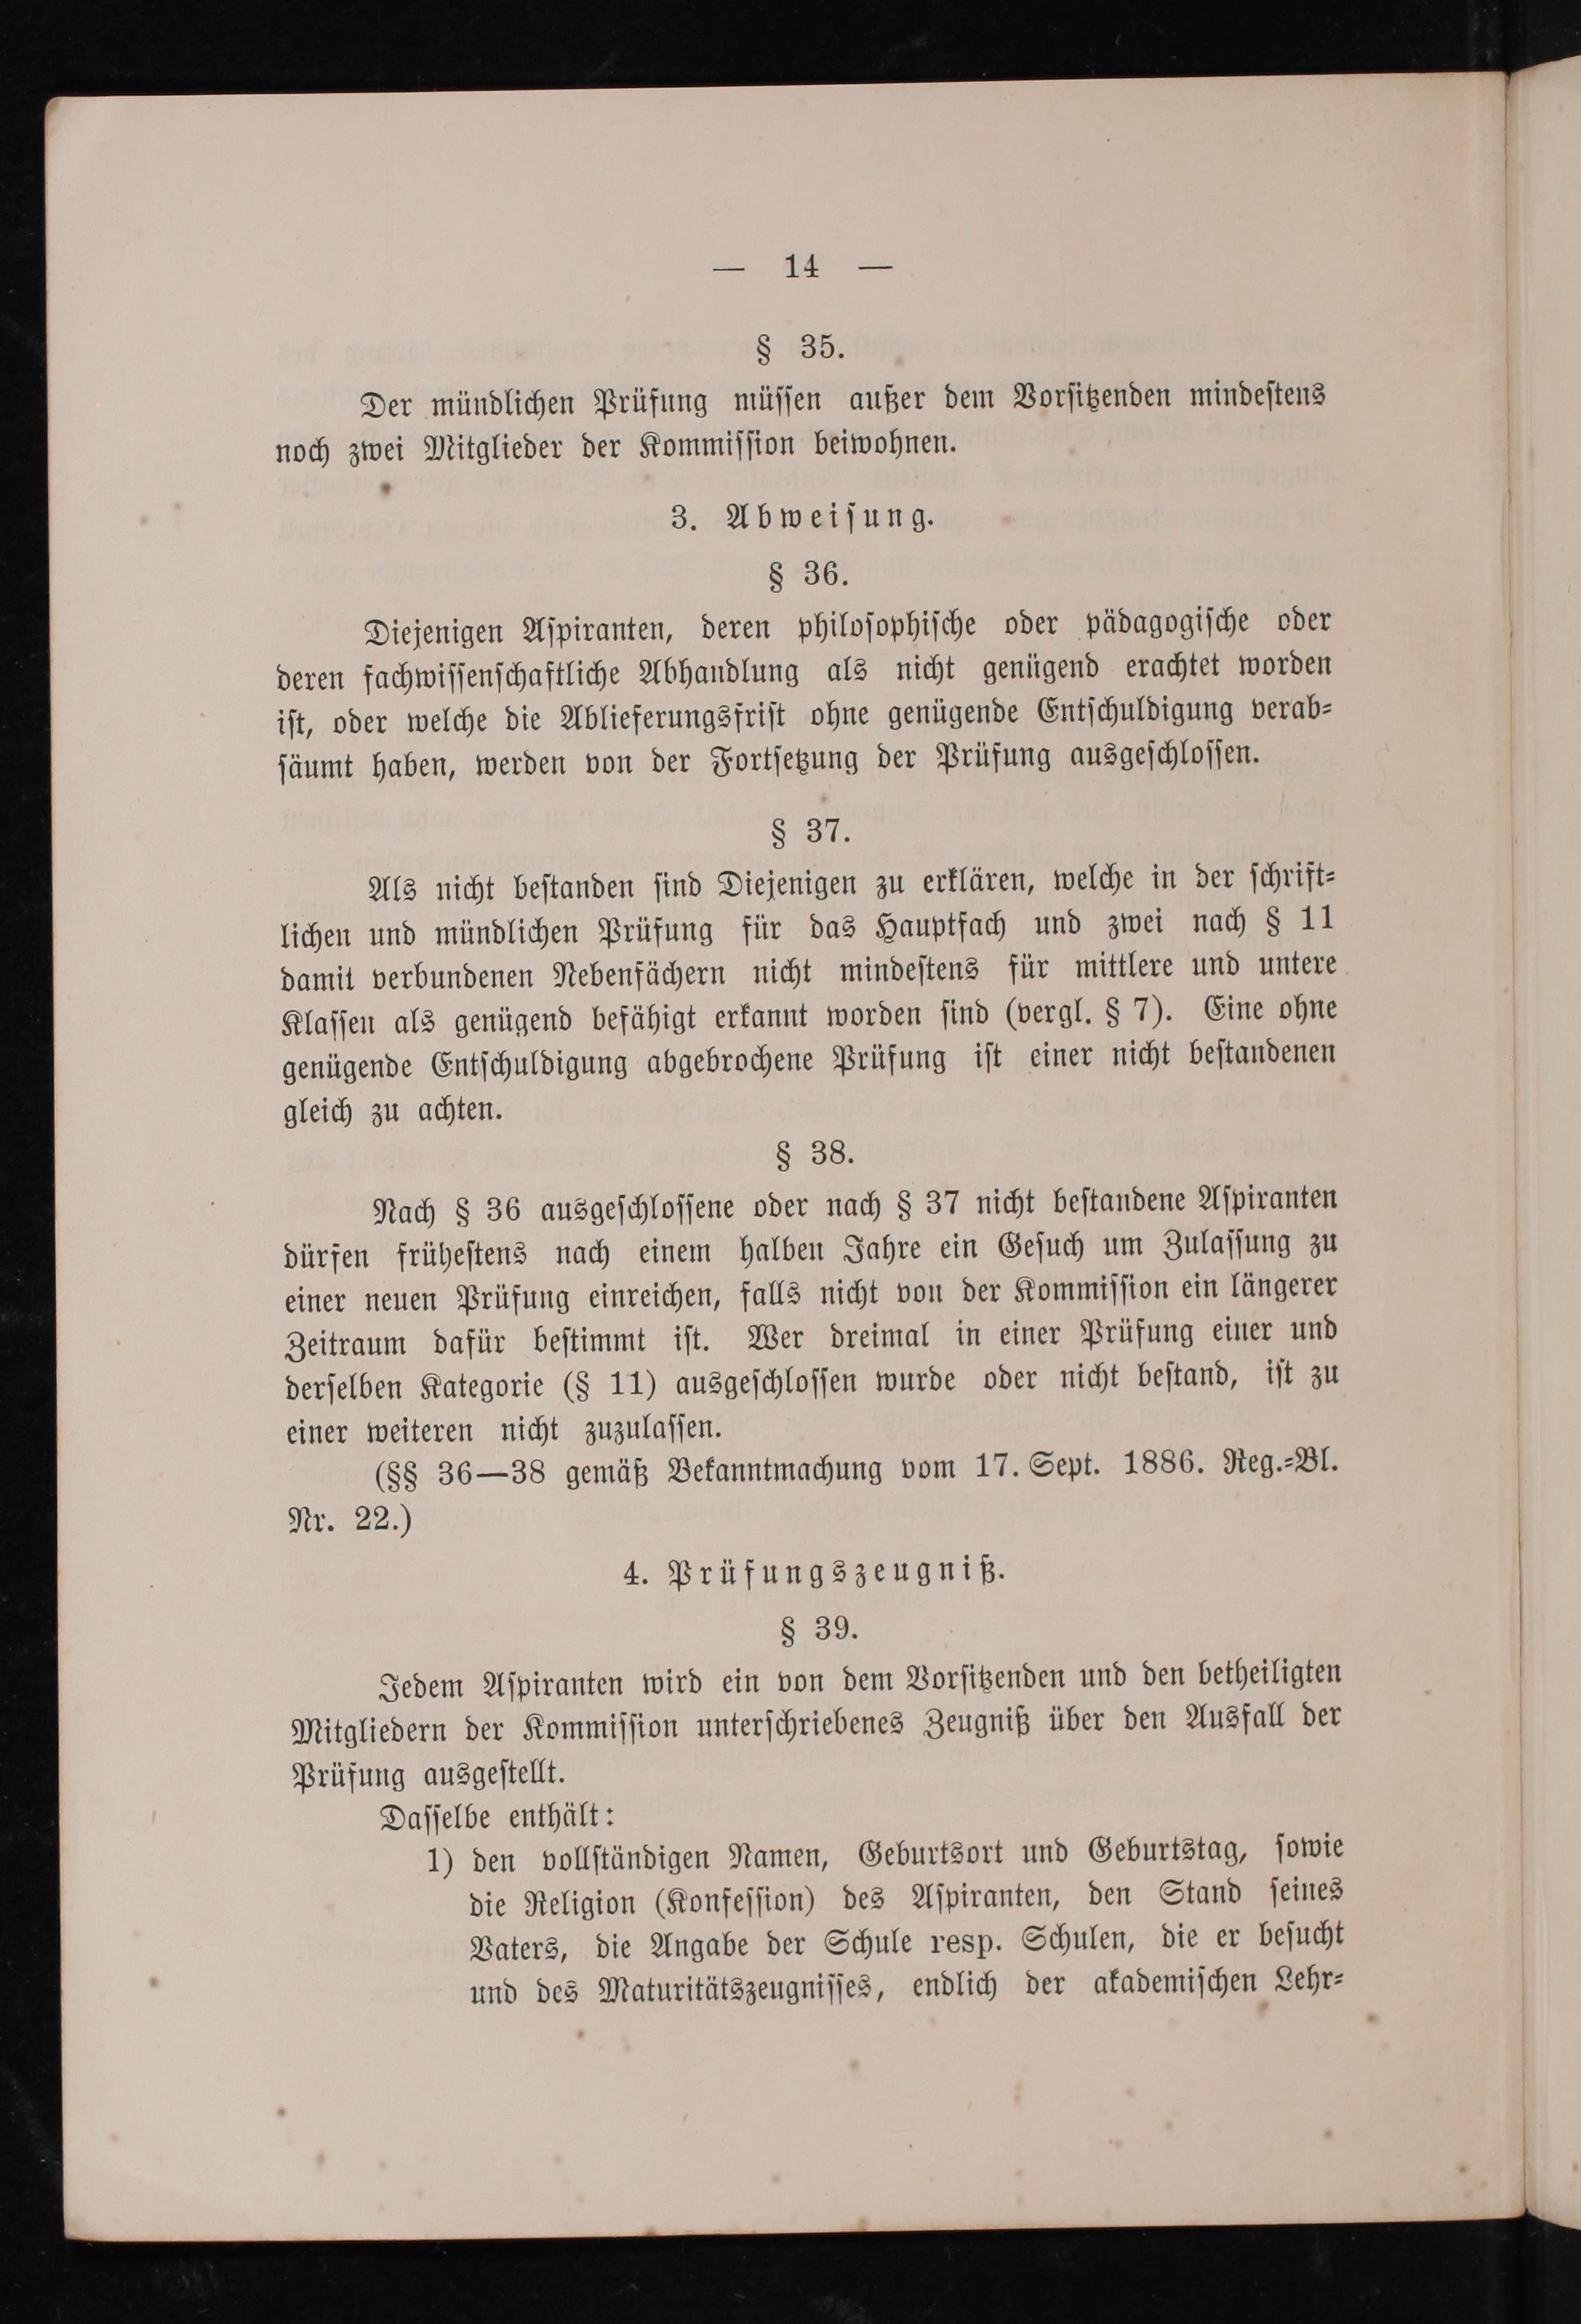 — 14 —
§ 35.
Der mündlichen Prüfung müssen außer dem Vorsitzenden mindestens
noch zwei Mitglieder der Kommission beiwohnen.
3. Abweisung.
§ 36.
Diejenigen Aspiranten, deren philosophische oder pädagogische oder
deren fachwissenschaftliche Abhandlung als nicht genügend erachtet worden
ist, oder welche die Ablieferungsfrist ohne genügende Entschuldigung verab-
säumt haben, werden von der Fortsetzung der Prüfung ausgeschlossen.
§ 37.
Als nicht bestanden sind Diejenigen zu erklären, welche in der schrift-
lichen und mündlichen Prüfung für das Hauptfach und zwei nach § 11
damit verbundenen Nebenfächern nicht mindestens für mittlere und untere
Klassen als genügend befähigt erkannt worden sind (vergl. § 7). Eine ohne
genügende Entschuldigung abgebrochene Prüfung ist einer nicht bestandenen
gleich zu achten.
§ 38.
Nach § 36 ausgeschlossene oder nach § 37 nicht bestandene Aspiranten
dürfen frühestens nach einem halben Jahre ein Gesuch um Zulassung zu
einer neuen Prüfung einreichen, falls nicht von der Kommission ein längerer
Zeitraum dafür bestimmt ist. Wer dreimal in einer Prüfung einer und
derselben Kategorie (§ 11) ausgeschlossen wurde oder nicht bestand, ist zu
einer weiteren nicht zuzulassen.
(§§ 36—38 gemäß Bekanntmachung vom 17. Sept. 1886. Reg.-Bl.
Nr. 22.)
4. Prüfungszeugniß.
§ 39.
Jedem Aspiranten wird ein von dem Vorsitzenden und den betheiligten
Mitgliedern der Kommission unterschriebenes Zeugniß über den Ausfall der
Prüfung ausgestellt.
Dasselbe enthält:
1) den vollständigen Namen, Geburtsort und Geburtstag, sowie
die Religion (Konfession) des Aspiranten, den Stand seines
Vaters, die Angabe der Schule resp. Schulen, die er besucht
und des Maturitätszeugnisses, endlich der akademischen Lehr-